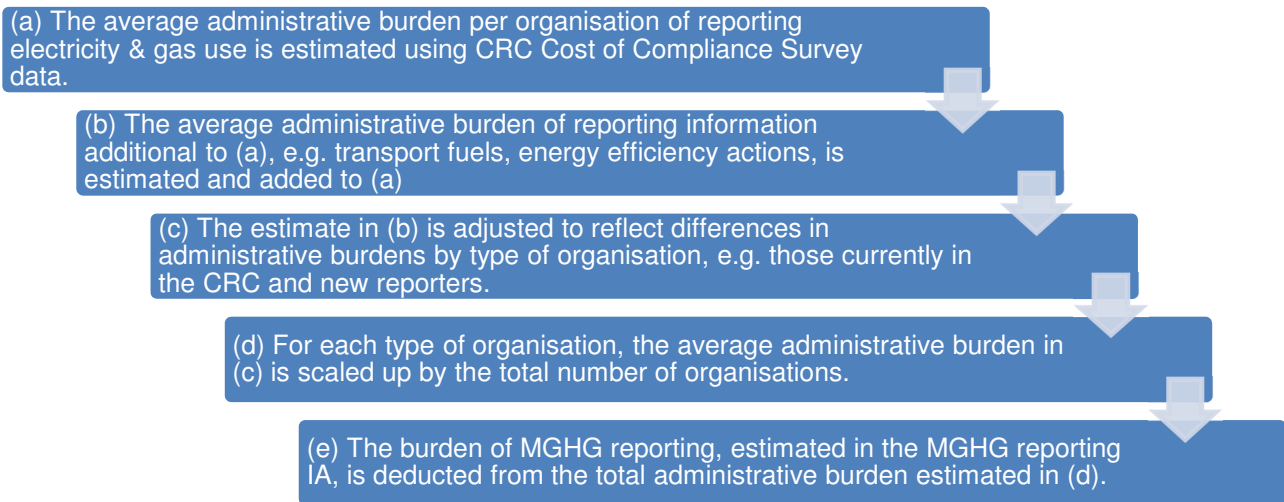 (a) The average administrative burden per organisation of reporting
electricity & gas use is estimated using CRC Cost of Compliance Survey
data.
(b) The average administrative burden of reporting information
additional to (a), e.g. transport fuels, energy efficiency actions, is
estimated and added to (a)
(c) The estimate in (b) is adjusted to reflect differences in
administrative burdens by type of organisation, e.g. those currently in
the CRC and new reporters.
(d) For each type of organisation, the average administrative burden in
(c) is scaled up by the total number of organisations.
(e) The burden of MGHG reporting, estimated in the MGHG reporting
IA, is deducted from the total administrative burden estimated in (d).